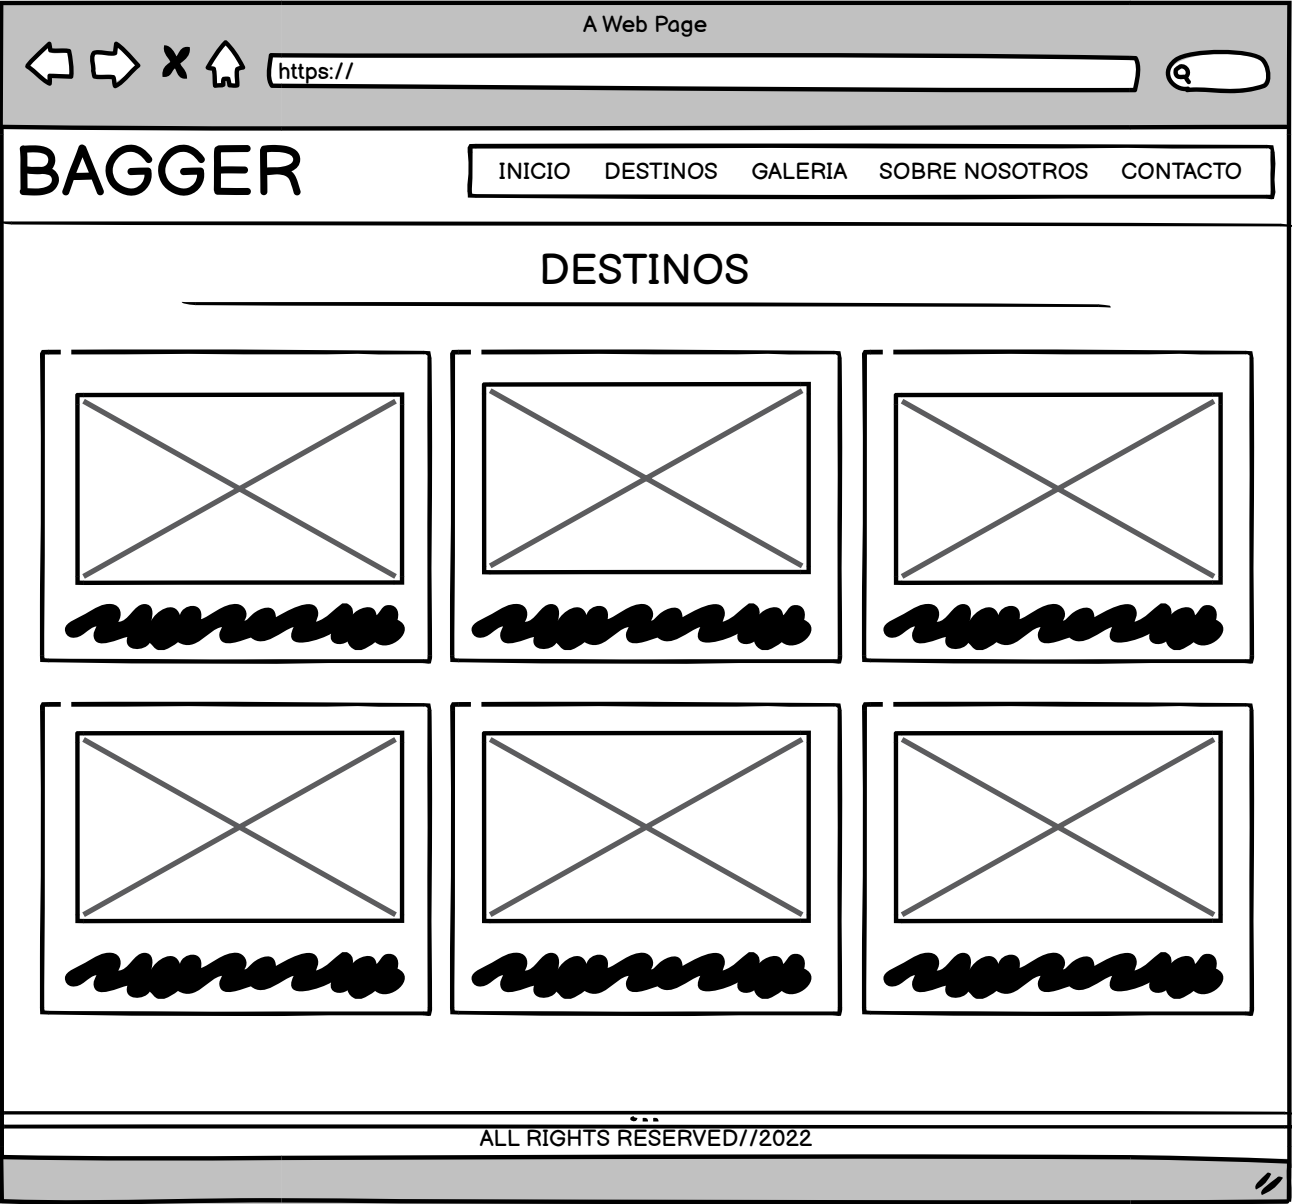 A Web Page
https://
BAGGER
INICIO DESTINOS GALERIA SOBRE NOSOTROS CONTACTO
DESTINOS
ALL RIGHTS RESERVED//2022